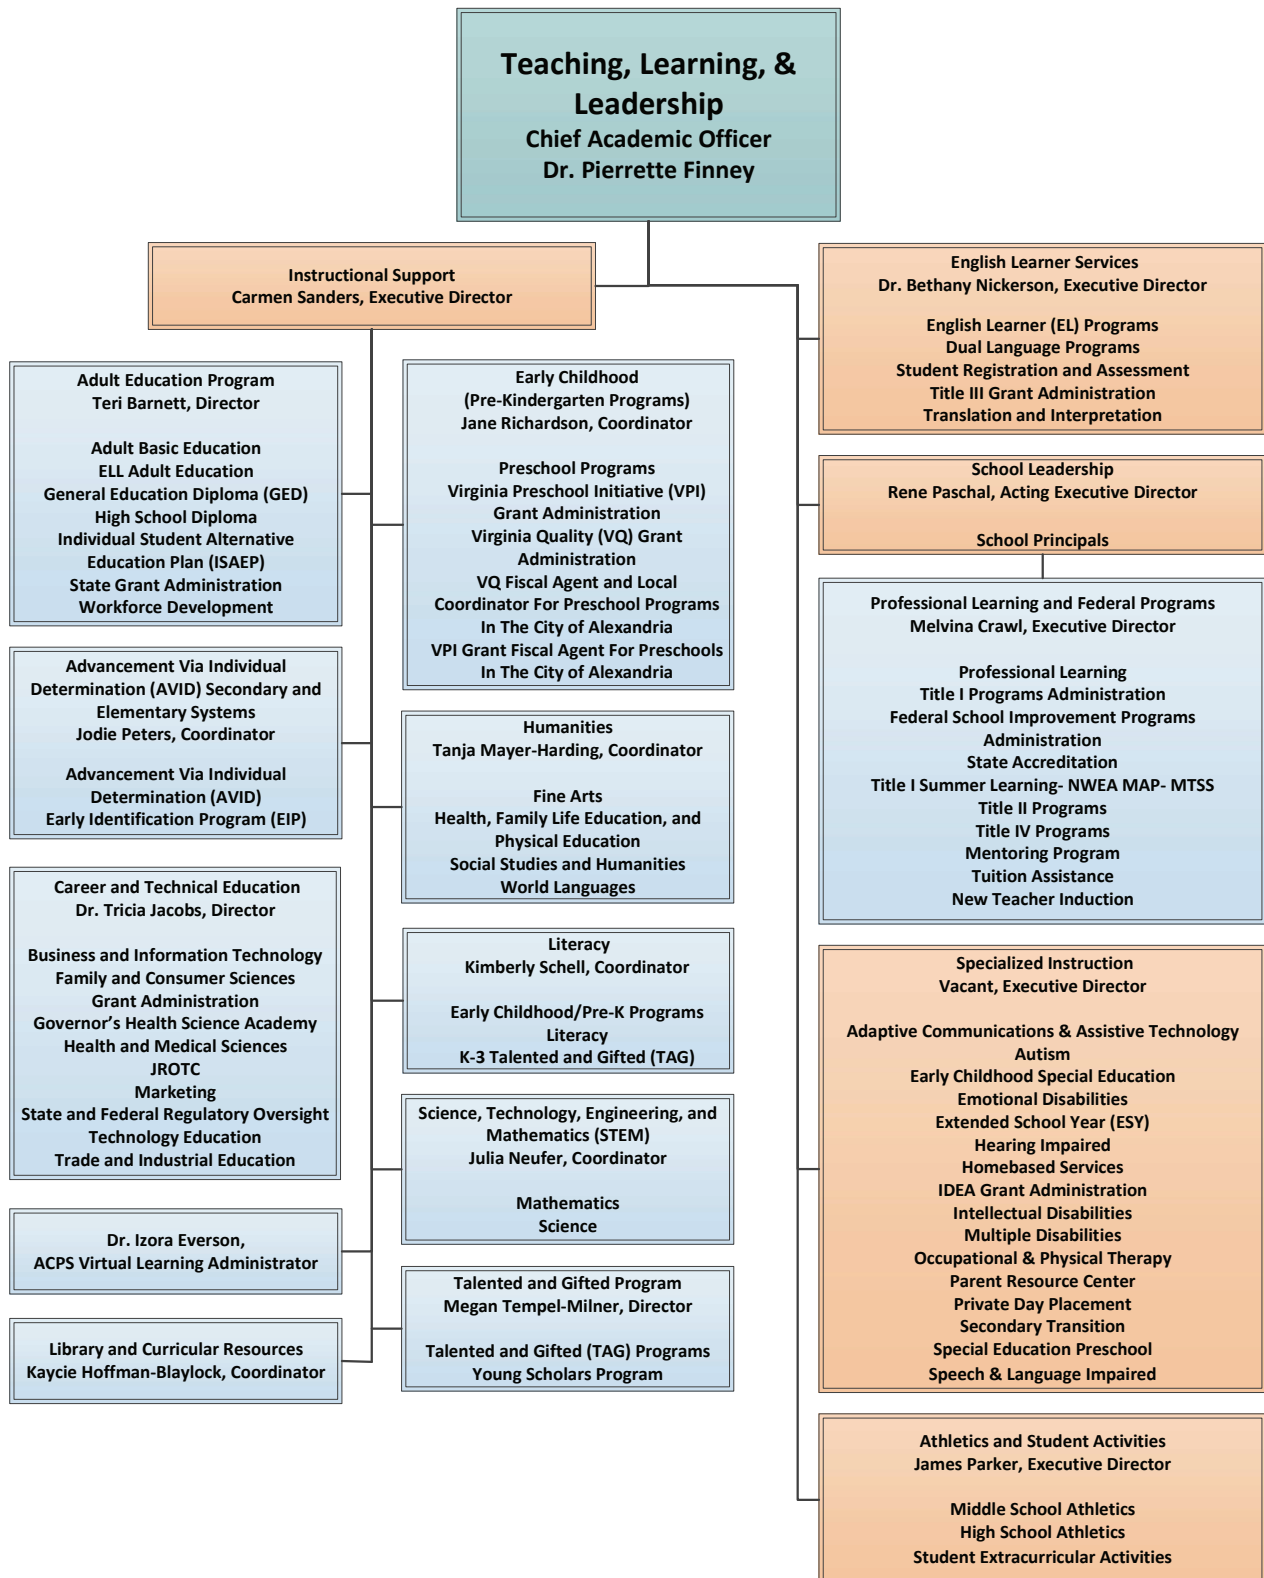 Teaching, Learning, &
Leadership
Chief Academic Officer
Dr. Pierrette Finney
Instructional Support
Carmen Sanders, Executive Director
Adult Education Program
Teri Barnett, Director
Adult Basic Education
ELL Adult Education
General Education Diploma (GED)
High School Diploma
Individual Student Alternative
Education Plan (ISAEP)
State Grant Administration
Workforce Development
Advancement Via Individual
Determination (AVID) Secondary and
Elementary Systems
Jodie Peters, Coordinator
Advancement Via Individual
Determination (AVID)
Early Identification Program (EIP)
Career and Technical Education
Dr. Tricia Jacobs, Director
Business and Information Technology
Family and Consumer Sciences
Grant Administration
Governor’s Health Science Academy
Health and Medical Sciences
JROTC
Marketing
State and Federal Regulatory Oversight
Technology Education
Trade and Industrial Education
Dr. Izora Everson,
ACPS Virtual Learning Administrator
Library and Curricular Resources
Kaycie Hoffman-Blaylock, Coordinator
Early Childhood
(Pre-Kindergarten Programs)
Jane Richardson, Coordinator
Preschool Programs
Virginia Preschool Initiative (VPI)
Grant Administration
Virginia Quality (VQ) Grant
Administration
VQ Fiscal Agent and Local
Coordinator For Preschool Programs
In The City of Alexandria
VPI Grant Fiscal Agent For Preschools
In The City of Alexandria
Humanities
Tanja Mayer-Harding, Coordinator
Fine Arts
Health, Family Life Education, and
Physical Education
Social Studies and Humanities
World Languages
Literacy
Kimberly Schell, Coordinator
Early Childhood/Pre-K Programs
Literacy
K-3 Talented and Gifted (TAG)
Science, Technology, Engineering, and
Mathematics (STEM)
Julia Neufer, Coordinator
Mathematics
Science
Talented and Gifted Program
Megan Tempel-Milner, Director
Talented and Gifted (TAG) Programs
Young Scholars Program
English Learner Services
Dr. Bethany Nickerson, Executive Director
English Learner (EL) Programs
Dual Language Programs
Student Registration and Assessment
Title III Grant Administration
Translation and Interpretation
School Leadership
Rene Paschal, Acting Executive Director
School Principals
Professional Learning and Federal Programs
Melvina Crawl, Executive Director
Professional Learning
Title I Programs Administration
Federal School Improvement Programs
Administration
State Accreditation
Title I Summer Learning- NWEA MAP- MTSS
Title II Programs
Title IV Programs
Mentoring Program
Tuition Assistance
New Teacher Induction
Specialized Instruction
Vacant, Executive Director
Adaptive Communications & Assistive Technology
Autism
Early Childhood Special Education
Emotional Disabilities
Extended School Year (ESY)
Hearing Impaired
Homebased Services
IDEA Grant Administration
Intellectual Disabilities
Multiple Disabilities
Occupational & Physical Therapy
Parent Resource Center
Private Day Placement
Secondary Transition
Special Education Preschool
Speech & Language Impaired
Athletics and Student Activities
James Parker, Executive Director
Middle School Athletics
High School Athletics
Student Extracurricular Activities